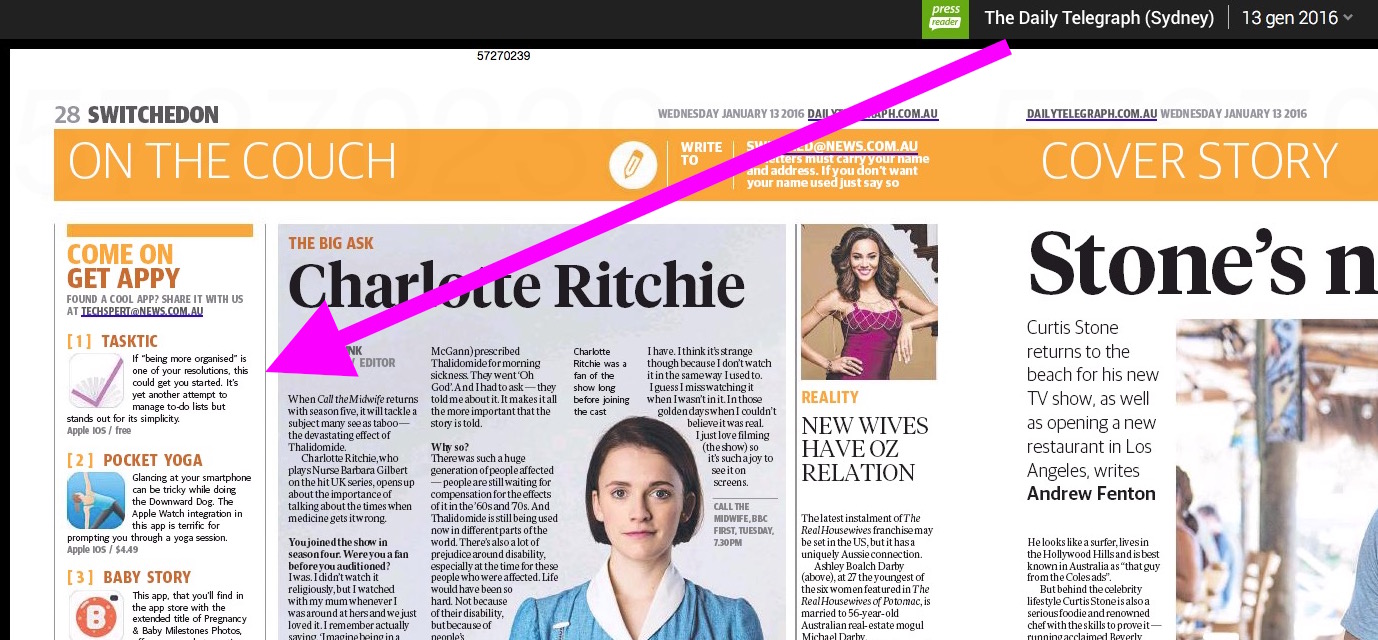 press
reader
The Daily Telegraph (Sydney)
13 gen 2016
57270239
28 SWITCHEDON
WEDNESDAY JANUARY 13 2016
DAILYTELEGRAPH.COM.AU WEDNESDAY JANUARY 13 2016
ON THE COUCH
WRITE
TO
@NEWS.COM.AU
must carry your name
and address. If you don't want
your name used just say so
COVER STORY
COME ON
GET APPY
FOUND A COOL APP? SHARE IT WITH US
AT TECHSPERT@NEWS.COM.AU
[1] TASKTIC
If “being more organised” is
one of your resolutions, this
could get you started. It’s
yet another attempt to
manage to-do lists but
stands out for its simplicity.
Apple IOS / free
[2] POCKET YOGA
Glancing at your smartphone
can be tricky while doing
the Downward Dog. The
Apple Watch integration in
this app is terrific for
prompting you through a yoga session.
Apple IOS / $4.49
[3] BABY STORY
This app, that you’ll find in
the app store with the
extended title of Pregnancy
& Baby Milestones Photos,
B
THE BIG ASK
Charlotte Ritchie
EDITOR
When Call the Midwife returns
with season five, it will tackle a
subject many see as taboo —
the devastating effect of
Thalidomide.
Charlotte Ritchie, who
plays Nurse Barbara Gilbert
on the hit UK series, opens up
about the importance of
talking about the times when
medicine gets it wrong.
You joined the show in
season four. Were you a fan
before you auditioned?
I was. I didn’t watch it
religiously, but I watched
with my mum whenever I
was around at hers and we just
loved it. I remember actually
saying, ‘Imagine being in a
McGann) prescribed
Thalidomide for morning
sickness. They went ‘Oh
God’. And I had to ask — they
told me about it. It makes it all
the more important that the
story is told.
Why so?
There was such a huge
generation of people affected
— people are still waiting for
compensation for the effects
of it in the ’60s and ’70s. And
Thalidomide is still being used
now in different parts of the
world. There’s also a lot of
prejudice around disability,
especially at the time for these
people who were affected. Life
would have been so
hard. Not because
of their disability,
but because of
people’s
Charlotte
Ritchie was a
fan of the
show long
before joining
the cast
I have. I think it’s strange
though because I don’t watch
it in the same way I used to.
I guess I miss watching it
when I wasn’t in it. In those
golden days when I couldn’t
believe it was real.
I just love filming
(the show) so
it’s such a joy to
see it on
screens.
CALL THE
MIDWIFE, BBC
FIRST, TUESDAY,
7.30PM
REALITY
NEW WIVES
HAVE OZ
RELATION
The latest instalment of The
Real Housewives franchise may
be set in the US, but it has a
uniquely Aussie connection.
Ashley Boalch Darby
(above), at 27 the youngest of
the six women featured in The
Real Housewives of Potomac, is
married to 56-year-old
Australian real-estate mogul
Michael Darby.
Stone’s n
Curtis Stone
returns to the
beach for his new
TV show, as well
as opening a new
restaurant in Los
Angeles, writes
Andrew Fenton
He looks like a surfer, lives in
the Hollywood Hills and is best
known in Australia as “that guy
from the Coles ads”.
But behind the celebrity
lifestyle Curtis Stone is also a
serious foodie and renowned
chef with the skills to prove it —
running acclaimed Beverly